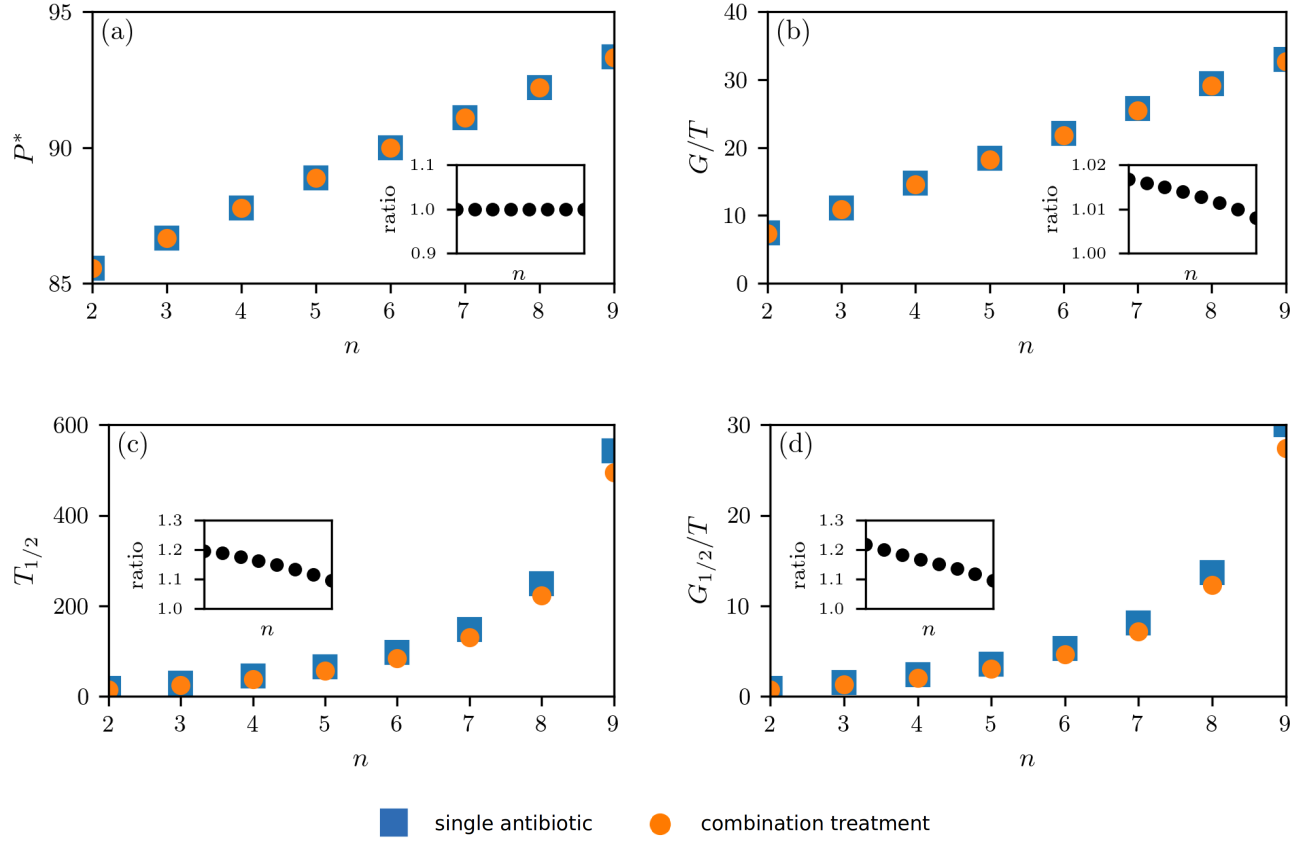 (a)
P*
95
90
85
2 3 4 5 6 7 8 9
n
ratio
1.1
1.0
0.9
n
(b)
G/T
40
30
20
10
0
2 3 4 5 6 7 8 9
n
ratio
1.02
1.01
1.00
n
(c)
T1/2
600
400
200
0
2 3 4 5 6 7 8 9
n
ratio
1.3
1.2
1.1
1.0
n
(d)
G1/2/T
30
20
10
0
2 3 4 5 6 7 8 9
n
ratio
1.3
1.2
1.1
1.0
n
single antibiotic
combination treatment